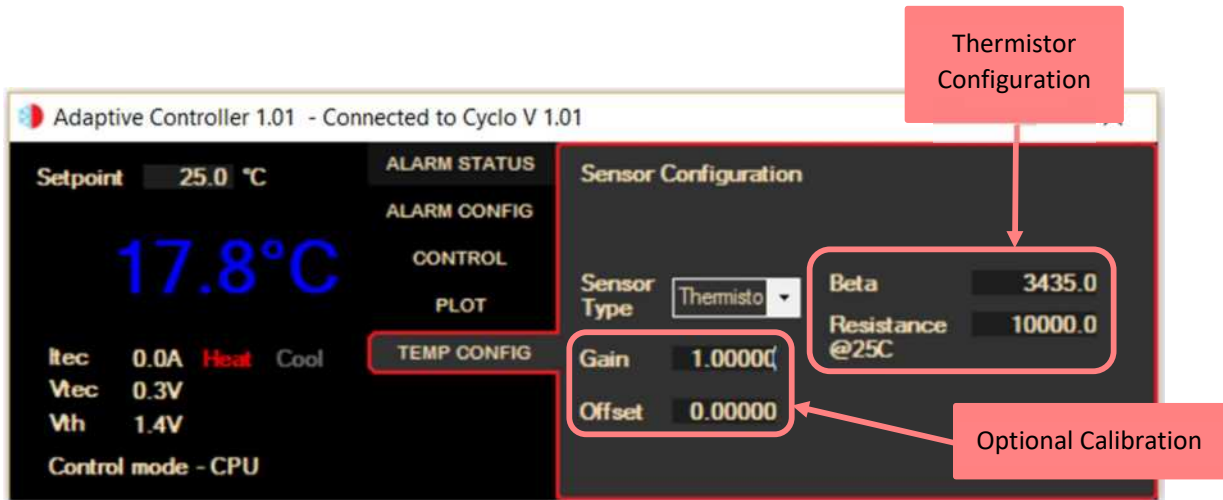 Thermistor
Configuration
Adaptive Controller 1.01 - Connected to Cyclo V 1.01
Setpoint 25.0 °C
17.8°C
Itec 0.0A Heat Cool
Vtec 0.3V
Vth 1.4V
Control mode - CPU
ALARM STATUS
ALARM CONFIG
CONTROL
PLOT
TEMP CONFIG
Sensor Configuration
Sensor
Type
Thermisto
Beta 3435.0
Resistance 10000.0
@25C
Gain 1.00000
Offset 0.00000
Optional Calibration